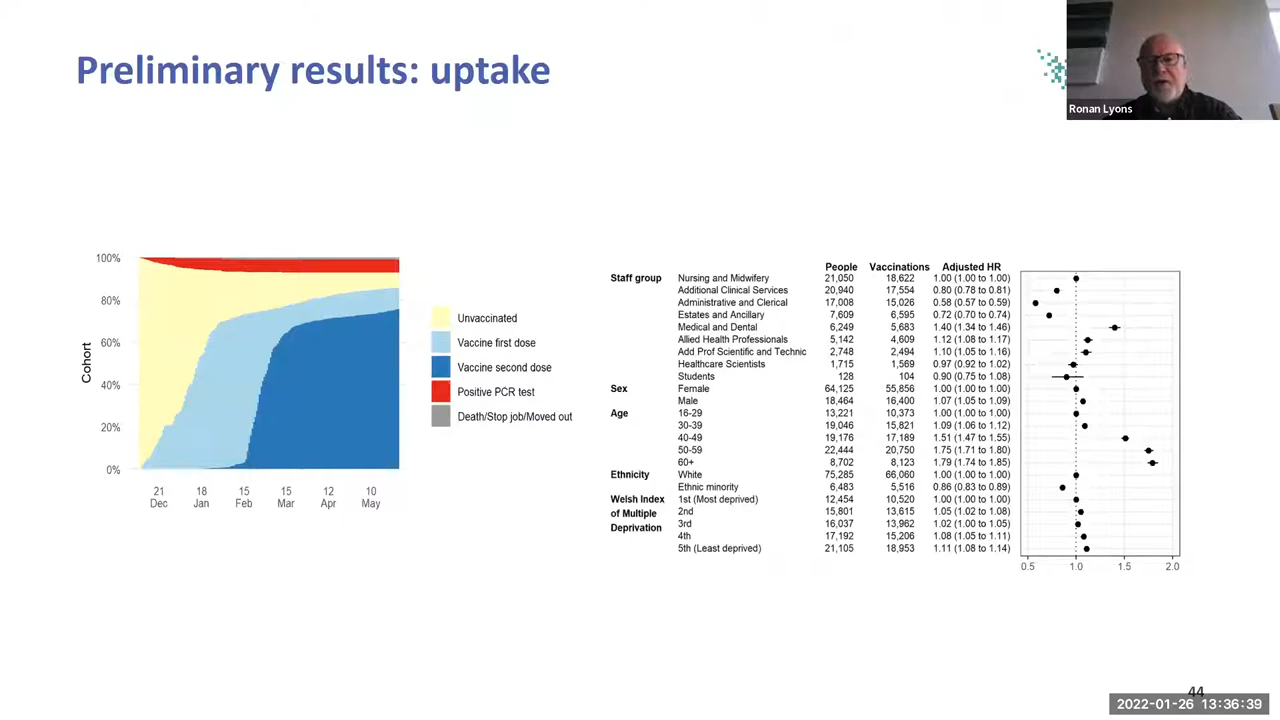 Preliminary results: uptake
Ronan Lyons
Cohort
100%
80%
60%
40%
20%
0%
21 Dec
18 Jan
15 Feb
15 Mar
12 Apr
10 May
Unvaccinated
Vaccine first dose
Vaccine second dose
Positive PCR test
Death/Stop job/Moved out
People Vaccinations Adjusted HR
Staff group Nursing and Midwifery 21,050 18,622 1.00 (1.00 to 1.00)
Additional Clinical Services 20,940 17,554 0.80 (0.78 to 0.81)
Administrative and Clerical 17,008 15,026 0.58 (0.57 to 0.59)
Estates and Ancillary 7,609 6,595 0.72 (0.70 to 0.74)
Medical and Dental 6,249 5,683 1.40 (1.34 to 1.46)
Allied Health Professionals 5,142 4,609 1.12 (1.08 to 1.17)
Add Prof Scientific and Technic 2,748 2,494 1.10 (1.05 to 1.16)
Healthcare Scientists 1,715 1,569 0.97 (0.92 to 1.02)
Students 128 104 0.90 (0.75 to 1.08)
Sex Female 64,125 55,856 1.00 (1.00 to 1.00)
Male 18,464 16,400 1.07 (1.05 to 1.09)
Age 16-29 13,221 10,373 1.00 (1.00 to 1.00)
30-39 19,046 15,821 1.09 (1.06 to 1.12)
40-49 19,176 17,189 1.51 (1.47 to 1.55)
50-59 22,444 20,750 1.75 (1.71 to 1.80)
60+ 8,702 8,123 1.79 (1.74 to 1.85)
Ethnicity White 75,285 66,060 1.00 (1.00 to 1.00)
Ethnic minority 6,483 5,516 0.86 (0.83 to 0.89)
Welsh Index of Multiple Deprivation 1st (Most deprived) 12,454 10,520 1.00 (1.00 to 1.00)
2nd 15,801 13,615 1.05 (1.02 to 1.08)
3rd 16,037 13,962 1.02 (1.00 to 1.05)
4th 17,192 15,206 1.08 (1.05 to 1.11)
5th (Least deprived) 21,105 18,953 1.11 (1.08 to 1.14)
0.5 1.0 1.5 2.0
44
2022-01-26 13:36:39